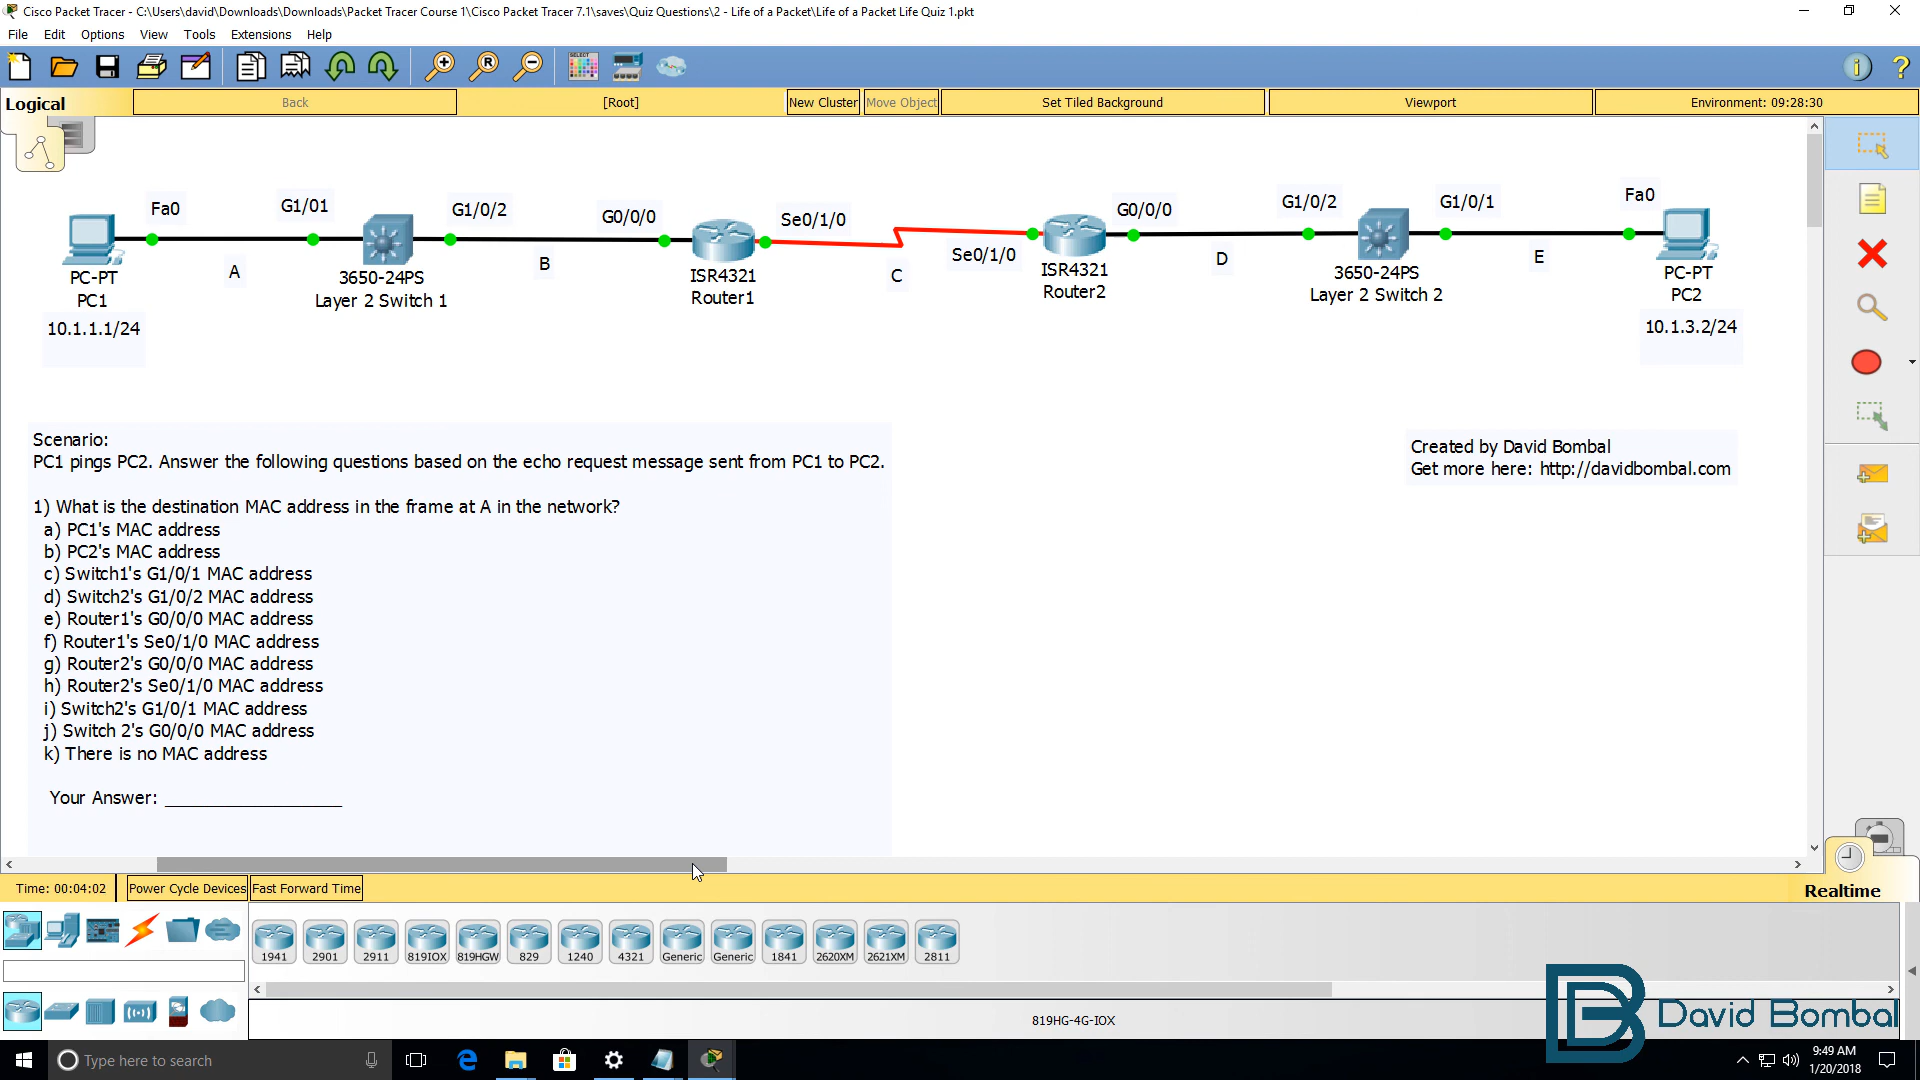 Cisco Packet Tracer - C:\Users\david\Downloads\Downloads\Packet Tracer Course 1\Cisco Packet Tracer 7.1\saves\Quiz Questions\2 - Life of a Packet\Life of a Packet Life Quiz 1.pkt
File Edit Options View Tools Extensions Help
Logical Back [Root] New Cluster Move Object Set Tiled Background Viewport Environment: 09:28:30
Fa0 G1/01 G1/0/2 G0/0/0 Se0/1/0 G0/0/0 G1/0/2 G1/0/1 Fa0
A B C Se0/1/0 D E
PC-PT 3650-24PS ISR4321 ISR4321 3650-24PS PC-PT
PC1 Layer 2 Switch 1 Router1 Router2 Layer 2 Switch 2 PC2
10.1.1.1/24 10.1.3.2/24
Scenario:
PC1 pings PC2. Answer the following questions based on the echo request message sent from PC1 to PC2.
1) What is the destination MAC address in the frame at A in the network?
a) PC1's MAC address
b) PC2's MAC address
c) Switch1's G1/0/1 MAC address
d) Switch2's G1/0/2 MAC address
e) Router1's G0/0/0 MAC address
f) Router1's Se0/1/0 MAC address
g) Router2's G0/0/0 MAC address
h) Router2's Se0/1/0 MAC address
i) Switch2's G1/0/1 MAC address
j) Switch 2's G0/0/0 MAC address
k) There is no MAC address
Your Answer: ___________________
Created by David Bombal
Get more here: http://davidbombal.com
Time: 00:04:02 Power Cycle Devices Fast Forward Time Realtime
1941 2901 2911 819IOX 819HGW 829 1240 4321 Generic Generic 1841 2620XM 2621XM 2811
819HG-4G-IOX
David Bombal
Type here to search
9:49 AM
1/20/2018